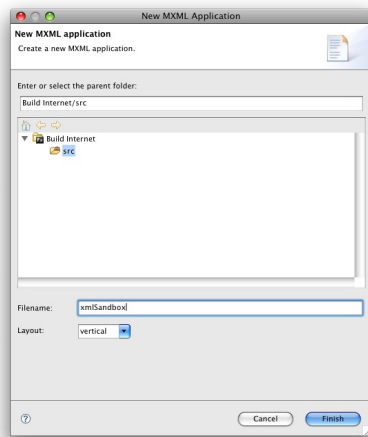 New MXML Application
New MXML application
Create a new MXML application.
Enter or select the parent folder:
Build Internet/src
Build Internet
src
Filename: xmlSandbox
Layout: vertical
? Cancel Finish